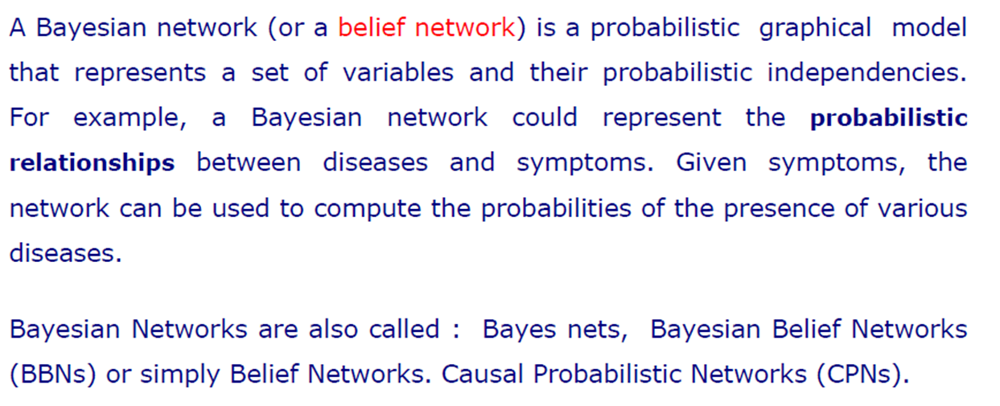 A Bayesian network (or a belief network) is a probabilistic graphical model
that represents a set of variables and their probabilistic independencies.
For example, a Bayesian network could represent the probabilistic
relationships between diseases and symptoms. Given symptoms, the
network can be used to compute the probabilities of the presence of various
diseases.
Bayesian Networks are also called : Bayes nets, Bayesian Belief Networks
(BBNs) or simply Belief Networks. Causal Probabilistic Networks (CPNs).